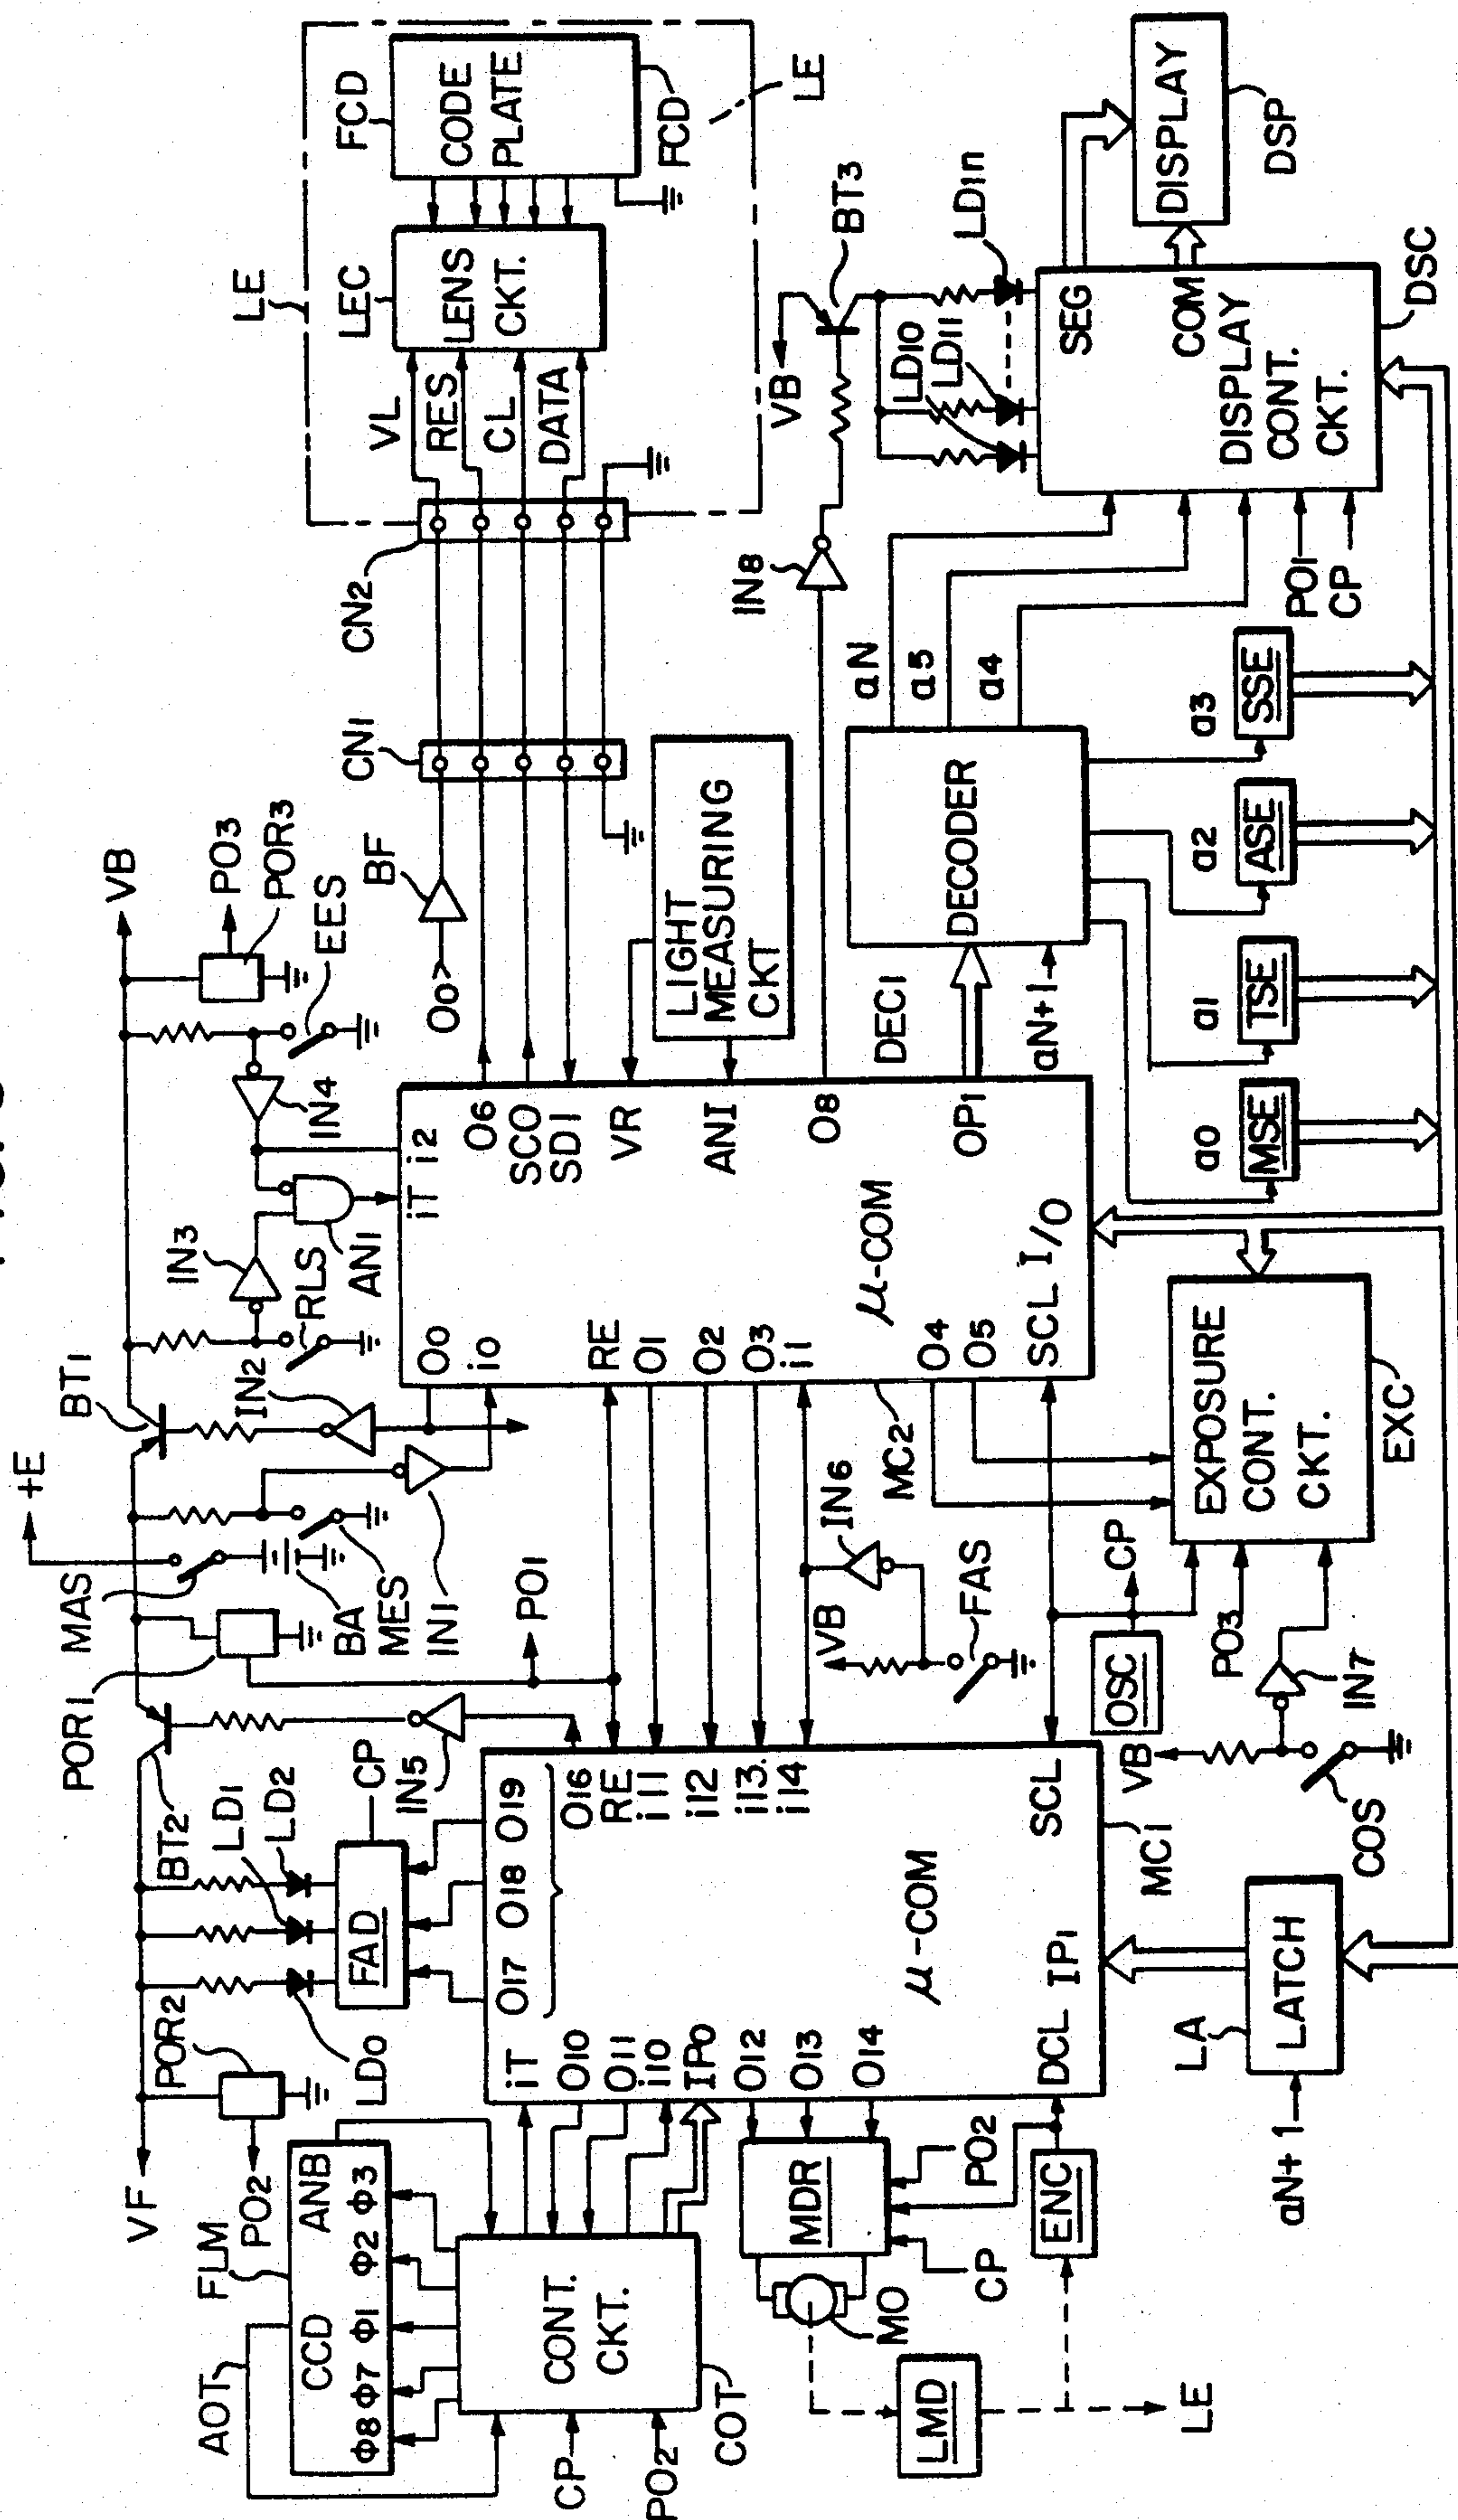 +E
VF
VB
POR1
MAS
BT1
BT2
BA
MES
IN1
IN2
RLS
IN3
AN1
IN4
EES
PO3
POR3
PO1
FILM
PO2
POR2
LD0
LD1
LD2
CP
IN5
FAD
AOT
CCD
ANB
Φ8
Φ7
Φ1
Φ2
Φ3
CONT.
CKT.
CP
PO2
COT
iT
O10
O11
i10
IP0
O12
O13
O14
DCL
IP1
O17
O18
O19
O16
RE
i11
i12
i13
i14
SCL
μ-COM
MC1
MDR
MO
CP
PO2
ENC
LMD
LE
LA
LATCH
aN+1
VB
COS
IN7
PO3
OSC
CP
VB
FAS
IN6
MC2
O0
i0
RE
O1
O2
O3
i1
O4
O5
SCL
I/O
μ-COM
iT
i2
O6
SCO
SDI
VR
ANI
O8
OP1
EXPOSURE
CONT.
CKT.
EXC
O0>
BF
CN1
CN2
LIGHT
MEASURING
CKT
DEC1
aN+1
DECODER
aN
a5
a4
a0
MSE
a1
TSE
a2
ASE
a3
SSE
IN8
VB
BT3
LD10
LD11
LD1n
PO1
CP
SEG
COM
DISPLAY
CONT.
CKT.
DSC
DISPLAY
DSP
LE
VL
RES
CL
DATA
LEC
LENS
CKT.
FCD
CODE
PLATE
FCD
LE